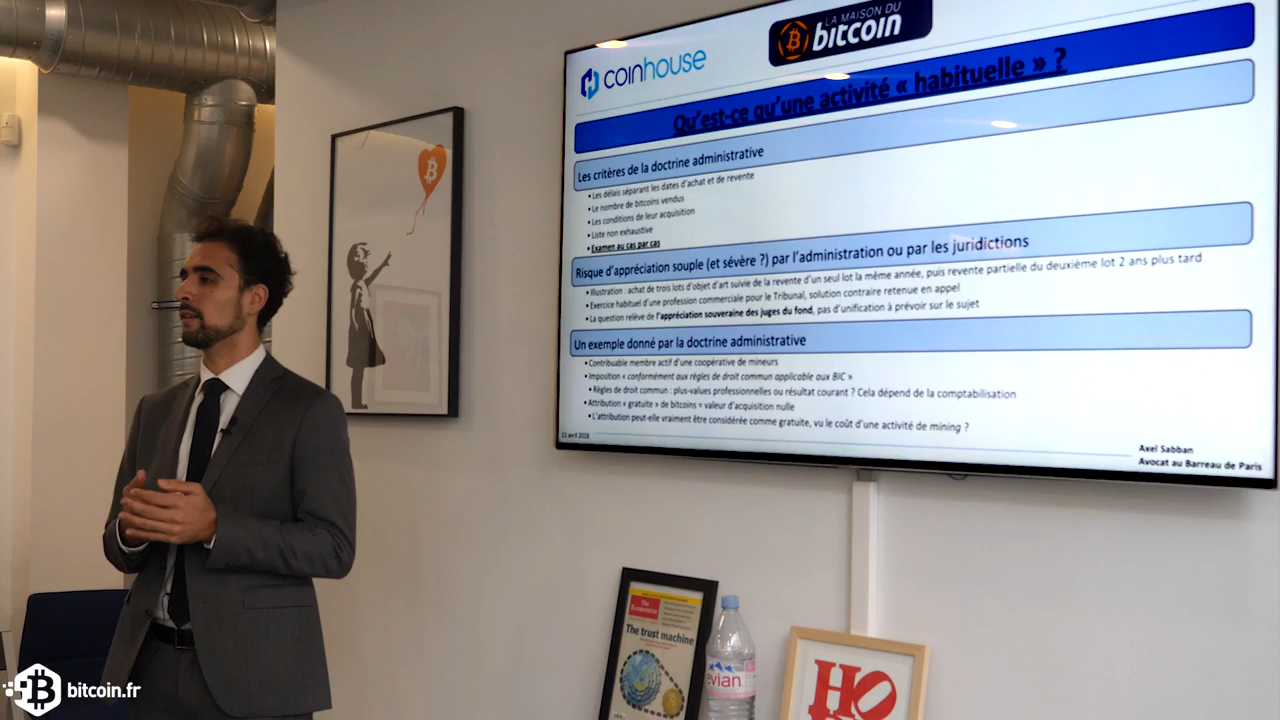 coinhouse
LA MAISON DU
bitcoin
Qu'est-ce qu'une activité « habituelle » ?
Les critères de la doctrine administrative
• Les délais séparant les dates d'achat et de revente
• Le nombre de bitcoins vendus
• Les conditions de leur acquisition
• Liste non exhaustive
• Examen au cas par cas
Risque d'appréciation souple (et sévère ?) par l'administration ou par les juridictions
• Illustration : achat de trois lots d'objet d'art suivie de la revente d'un seul lot la même année, puis revente partielle du deuxième lot 2 ans plus tard
• Exercice habituel d'une profession commerciale pour le Tribunal, solution contraire retenue en appel
• La question relève de l'appréciation souveraine des juges du fond, pas d'unification à prévoir sur le sujet
Un exemple donné par la doctrine administrative
• Contribuable membre actif d'une coopérative de mineurs
• Imposition « conformément aux règles de droit commun applicable aux BIC »
• Règles de droit commun : plus-values professionnelles ou résultat courant ? Cela dépend de la comptabilisation
• Attribution « gratuite » de bitcoins = valeur d'acquisition nulle
• L'attribution peut-elle vraiment être considérée comme gratuite, vu le coût d'une activité de mining ?
11 avril 2018
Axel Sabban
Avocat au Barreau de Paris
The
Economist
The trust machine
evian
HO
bitcoin.fr